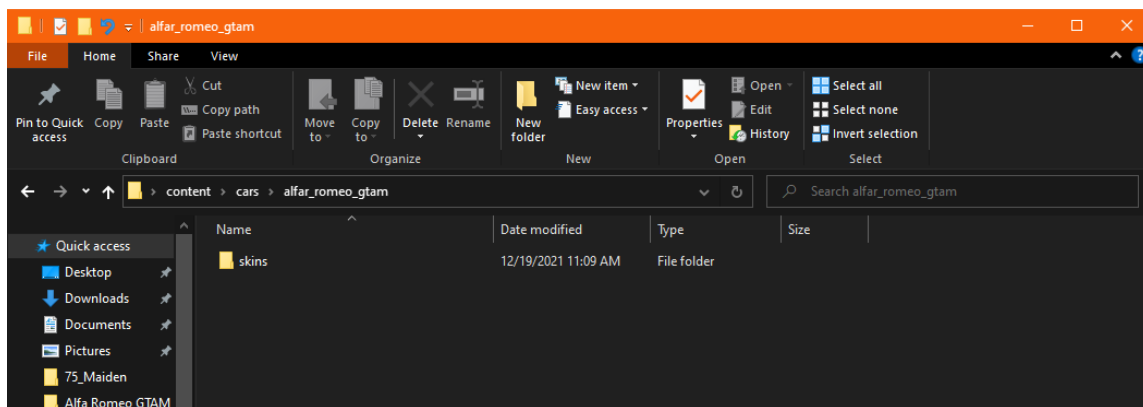 alfar_romeo_gtam
File Home Share View
Pin to Quick access
Copy
Paste
Cut
Copy path
Paste shortcut
Clipboard
Move to
Copy to
Delete
Rename
Organize
New folder
New item
Easy access
New
Properties
Open
Edit
History
Open
Select all
Select none
Invert selection
Select
content > cars > alfar_romeo_gtam
Search alfar_romeo_gtam
Name Date modified Type Size
skins 12/19/2021 11:09 AM File folder
Quick access
Desktop
Downloads
Documents
Pictures
75_Maiden
Alfa Romeo GTAM